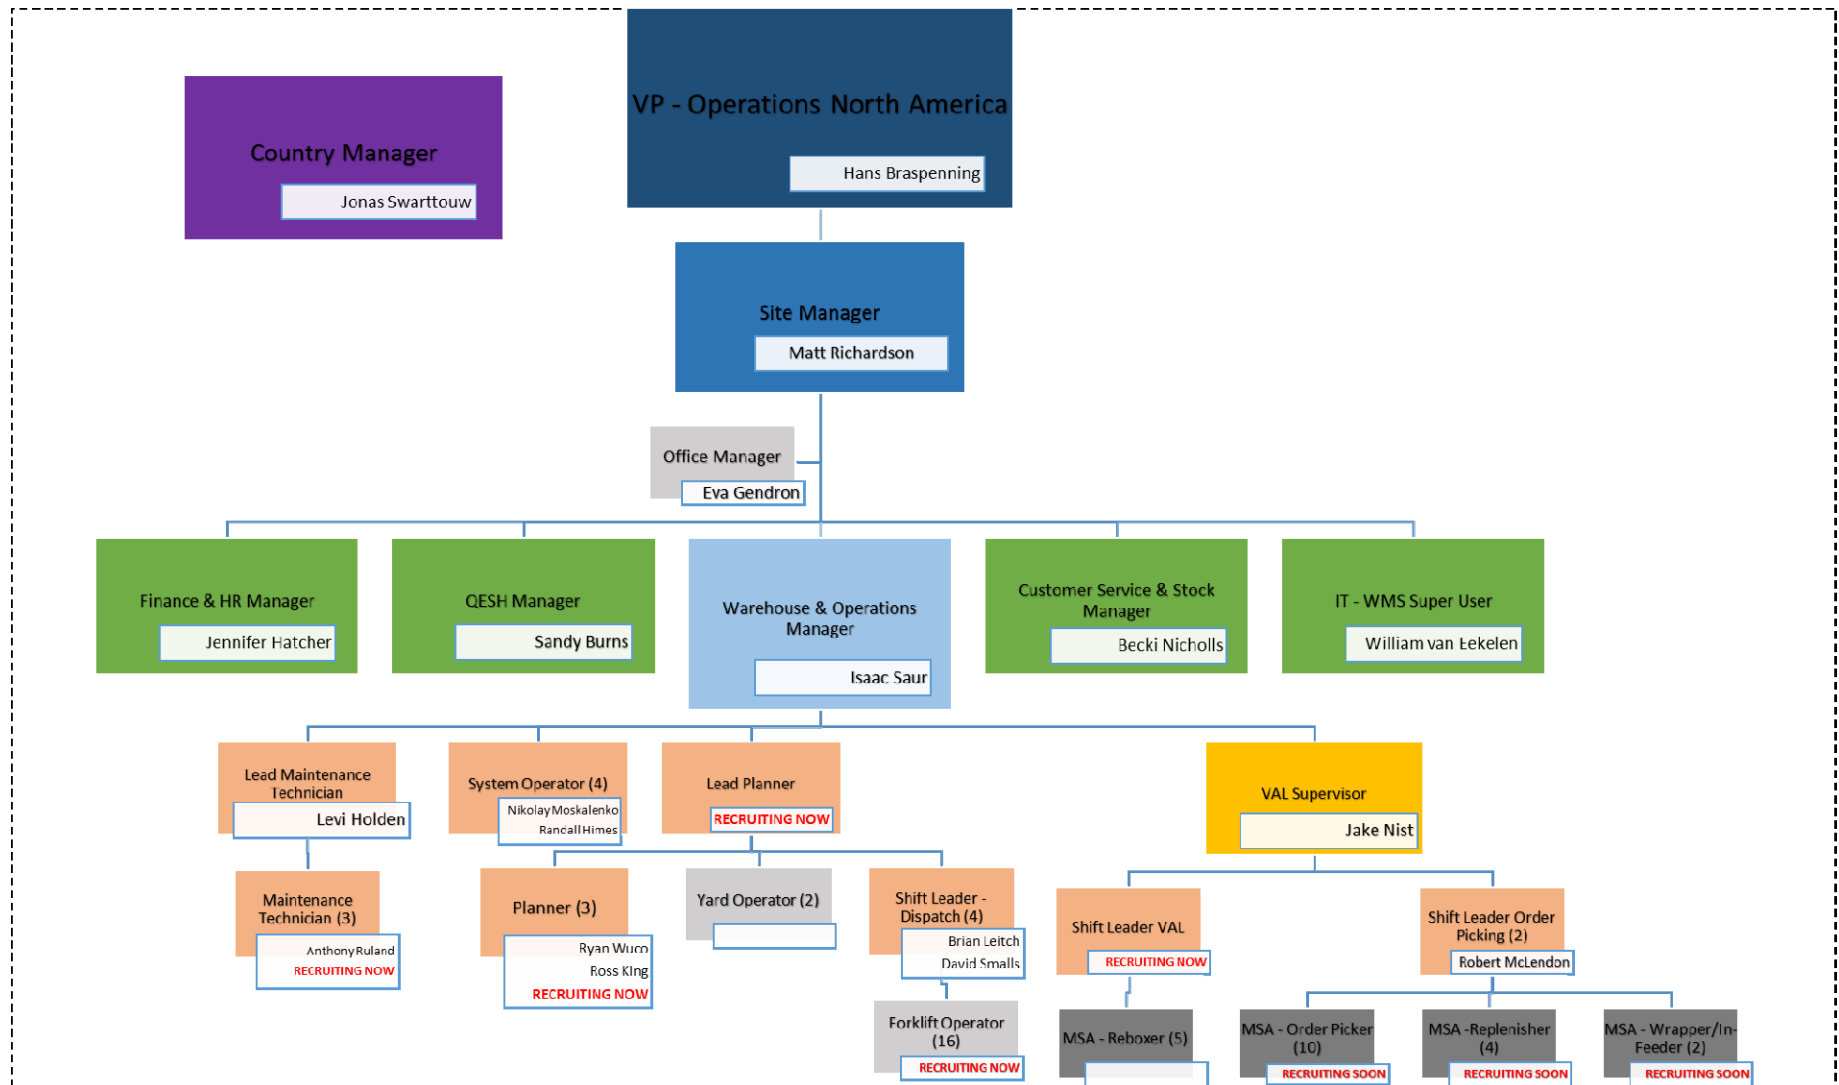 VP - Operations North America
Hans Braspenning
Country Manager
Jonas Swarttouw
Site Manager
Matt Richardson
Office Manager
Eva Gendron
Finance & HR Manager
Jennifer Hatcher
QESH Manager
Sandy Burns
Warehouse & Operations
Manager
Isaac Saur
Customer Service & Stock
Manager
Becki Nicholls
IT - WMS Super User
William van Eekelen
Lead Maintenance
Technician
Levi Holden
System Operator (4)
Nikolay Moskalenko
Randall Himes
Lead Planner
RECRUITING NOW
VAL Supervisor
Jake Nist
Maintenance
Technician (3)
Anthony Ruland
RECRUITING NOW
Planner (3)
Ryan Wuco
Ross King
RECRUITING NOW
Yard Operator (2)
Shift Leader -
Dispatch (4)
Brian Leitch
David Smalls
Shift Leader VAL
RECRUITING NOW
Shift Leader Order
Picking (2)
Robert McLendon
Forklift Operator
(16)
RECRUITING NOW
MSA - Reboxer (5)
MSA - Order Picker
(10)
RECRUITING SOON
MSA -Replenisher
(4)
RECRUITING SOON
MSA - Wrapper/In-
Feeder (2)
RECRUITING SOON